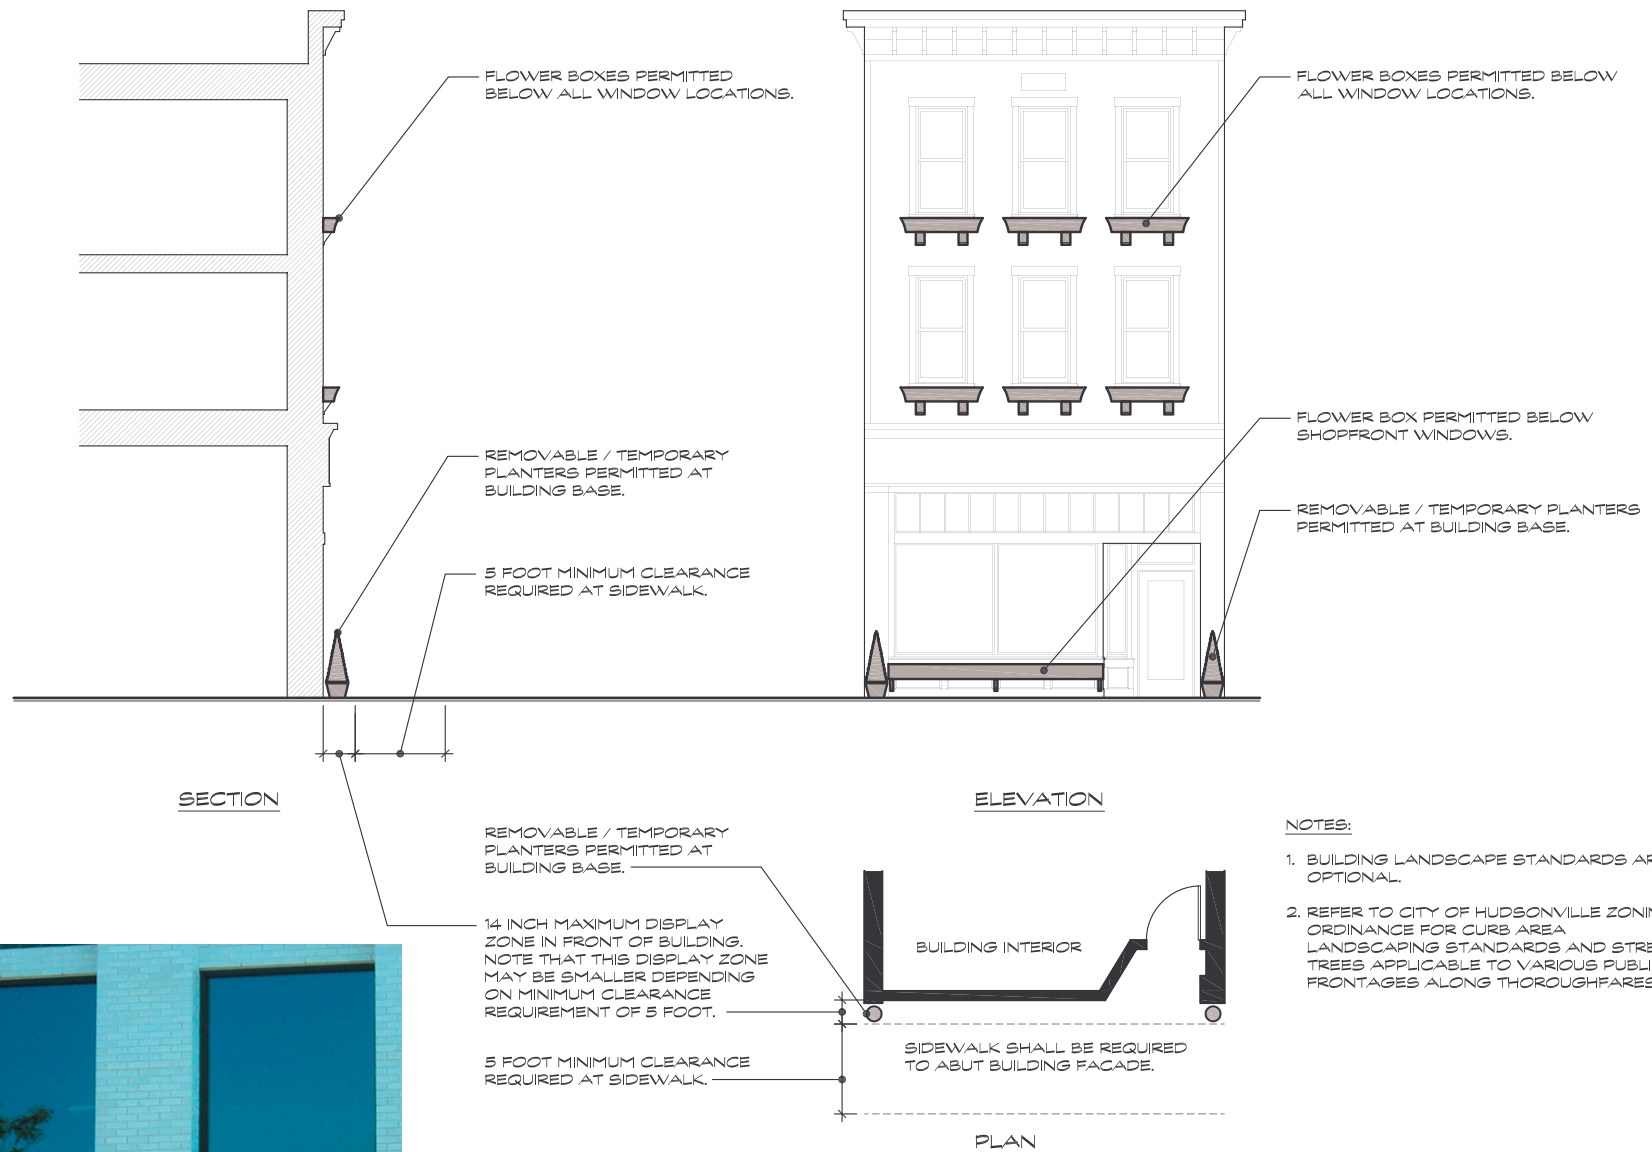 FLOWER BOXES PERMITTED
BELOW ALL WINDOW LOCATIONS.
FLOWER BOXES PERMITTED BELOW
ALL WINDOW LOCATIONS.
FLOWER BOX PERMITTED BELOW
SHOPFRONT WINDOWS.
REMOVABLE / TEMPORARY
PLANTERS PERMITTED AT
BUILDING BASE.
REMOVABLE / TEMPORARY PLANTERS
PERMITTED AT BUILDING BASE.
5 FOOT MINIMUM CLEARANCE
REQUIRED AT SIDEWALK.
SECTION
ELEVATION
REMOVABLE / TEMPORARY
PLANTERS PERMITTED AT
BUILDING BASE.
14 INCH MAXIMUM DISPLAY
ZONE IN FRONT OF BUILDING.
NOTE THAT THIS DISPLAY ZONE
MAY BE SMALLER DEPENDING
ON MINIMUM CLEARANCE
REQUIREMENT OF 5 FOOT.
5 FOOT MINIMUM CLEARANCE
REQUIRED AT SIDEWALK.
BUILDING INTERIOR
SIDEWALK SHALL BE REQUIRED
TO ABUT BUILDING FACADE.
PLAN
NOTES:
1. BUILDING LANDSCAPE STANDARDS
OPTIONAL.
2. REFER TO CITY OF HUDSONVILLE
ORDINANCE FOR CURB AREA
LANDSCAPING STANDARDS AND
TREES APPLICABLE TO VARIOUS
FRONTAGES ALONG THOROUGHFARES